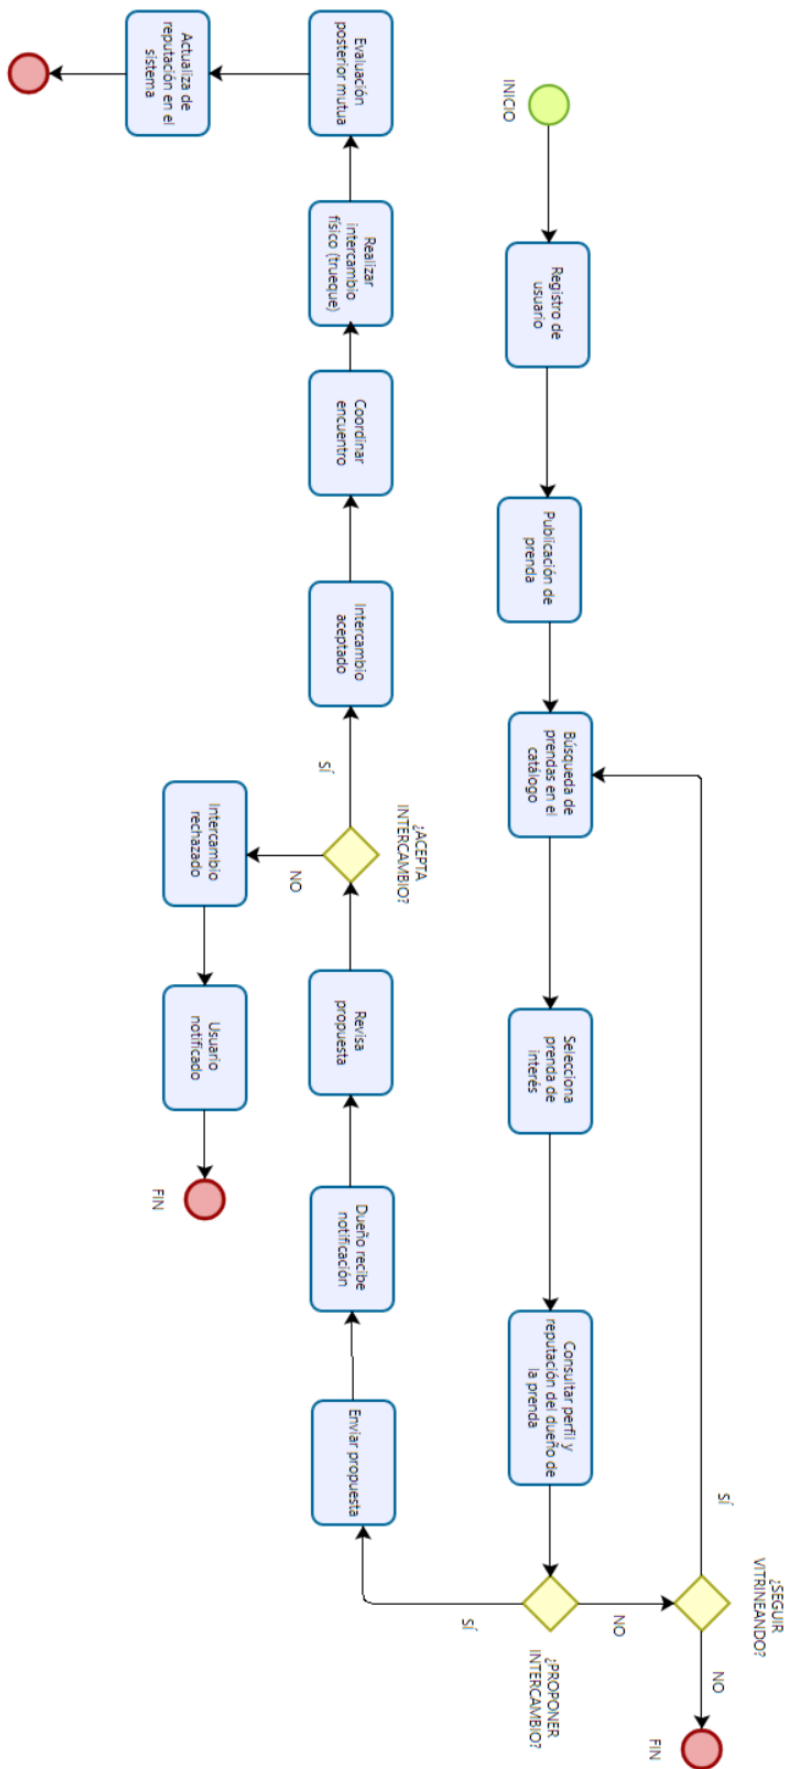 ¿SEGUIR
VITRINEANDO?
SÍ
NO
FIN
INICIO
Registro de
usuario
Publicación de
prenda
Búsqueda de
prendas en el
catálogo
Selecciona
prenda de
interés
Consultar perfil y
reputación del dueño de
la prenda
NO
¿PROPONER
INTERCAMBIO?
SÍ
Evaluación
posterior mutua
Realizar
intercambio
físico (trueque)
Coordinar
encuentro
Intercambio
aceptado
SÍ
¿ACEPTA
INTERCAMBIO?
NO
Revisa
propuesta
Dueño recibe
notificación
Enviar propuesta
Actualiza de
reputación en el
sistema
Intercambio
rechazado
Usuario
notificado
FIN